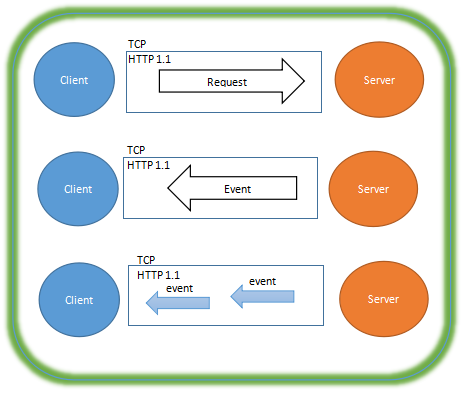 TCP
HTTP 1.1
Client
Request
Server
TCP
HTTP 1.1
Client
Event
Server
TCP
HTTP 1.1
event
event
Client
Server